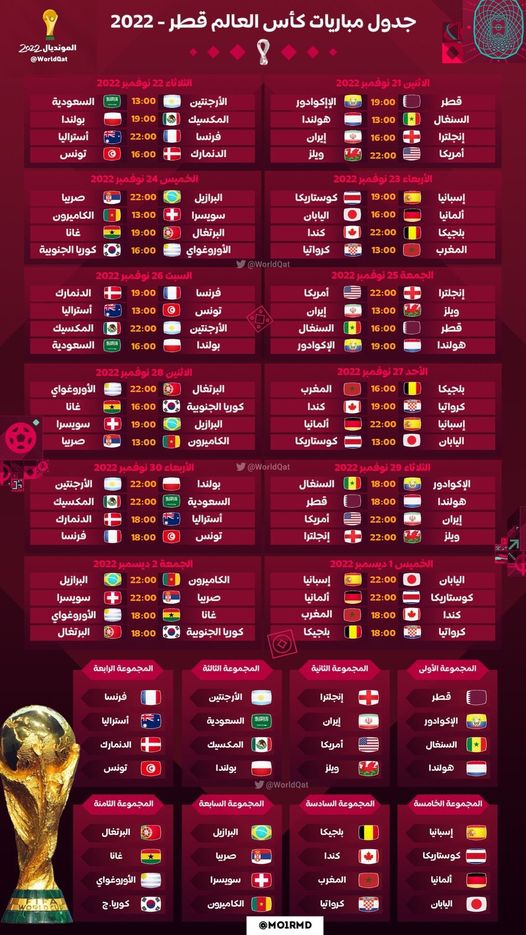 جدول مباريات كأس العالم قطر - 2022
المونديال 2022
@WorldQat
الاثنين 21 نوفمبر 2022
قطر 19:00 الإكوادور
السنغال 13:00 هولندا
إنجلترا 16:00 إيران
أمريكا 22:00 ويلز
الثلاثاء 22 نوفمبر 2022
الأرجنتين 13:00 السعودية
المكسيك 19:00 بولندا
فرنسا 22:00 أستراليا
الدنمارك 16:00 تونس
الأربعاء 23 نوفمبر 2022
إسبانيا 19:00 كوستاريكا
ألمانيا 16:00 اليابان
بلجيكا 22:00 كندا
المغرب 13:00 كرواتيا
الخميس 24 نوفمبر 2022
البرازيل 22:00 صربيا
سويسرا 13:00 الكاميرون
البرتغال 19:00 غانا
الأوروغواي 16:00 كوريا الجنوبية
@WorldQat
الجمعة 25 نوفمبر 2022
إنجلترا 22:00 أمريكا
ويلز 13:00 إيران
قطر 16:00 السنغال
هولندا 19:00 الإكوادور
السبت 26 نوفمبر 2022
فرنسا 19:00 الدنمارك
تونس 13:00 أستراليا
الأرجنتين 22:00 المكسيك
بولندا 16:00 السعودية
الأحد 27 نوفمبر 2022
بلجيكا 16:00 المغرب
كرواتيا 19:00 كندا
إسبانيا 22:00 ألمانيا
اليابان 13:00 كوستاريكا
الاثنين 28 نوفمبر 2022
البرتغال 22:00 الأوروغواي
كوريا الجنوبية 16:00 غانا
البرازيل 19:00 سويسرا
الكاميرون 13:00 صربيا
@WorldQat
الثلاثاء 29 نوفمبر 2022
الإكوادور 18:00 السنغال
هولندا 18:00 قطر
إيران 22:00 أمريكا
ويلز 22:00 إنجلترا
الأربعاء 30 نوفمبر 2022
بولندا 22:00 الأرجنتين
السعودية 22:00 المكسيك
أستراليا 18:00 الدنمارك
تونس 18:00 فرنسا
الخميس 1 ديسمبر 2022
اليابان 22:00 إسبانيا
كوستاريكا 22:00 ألمانيا
كندا 18:00 المغرب
كرواتيا 18:00 بلجيكا
الجمعة 2 ديسمبر 2022
الكاميرون 22:00 البرازيل
صربيا 22:00 سويسرا
غانا 18:00 الأوروغواي
كوريا الجنوبية 18:00 البرتغال
المجموعة الأولى
قطر
الإكوادور
السنغال
هولندا
المجموعة الثانية
إنجلترا
إيران
أمريكا
ويلز
المجموعة الثالثة
الأرجنتين
السعودية
المكسيك
بولندا
المجموعة الرابعة
فرنسا
أستراليا
الدنمارك
تونس
@WorldQat
المجموعة الخامسة
إسبانيا
كوستاريكا
ألمانيا
اليابان
المجموعة السادسة
بلجيكا
كندا
المغرب
كرواتيا
المجموعة السابعة
البرازيل
صربيا
سويسرا
الكاميرون
المجموعة الثامنة
البرتغال
غانا
الأوروغواي
كوريا.ج
@MO1RMD